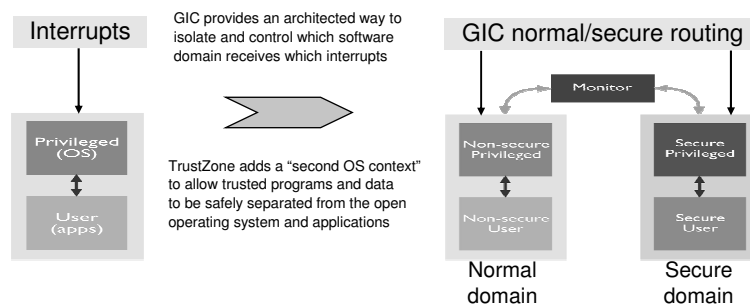 Interrupts
Privileged
(OS)
User
(apps)
GIC provides an architected way to
isolate and control which software
domain receives which interrupts
TrustZone adds a “second OS context”
to allow trusted programs and data
to be safely separated from the open
operating system and applications
GIC normal/secure routing
Monitor
Non-secure
Privileged
Non-secure
User
Normal
domain
Secure
Privileged
Secure
User
Secure
domain